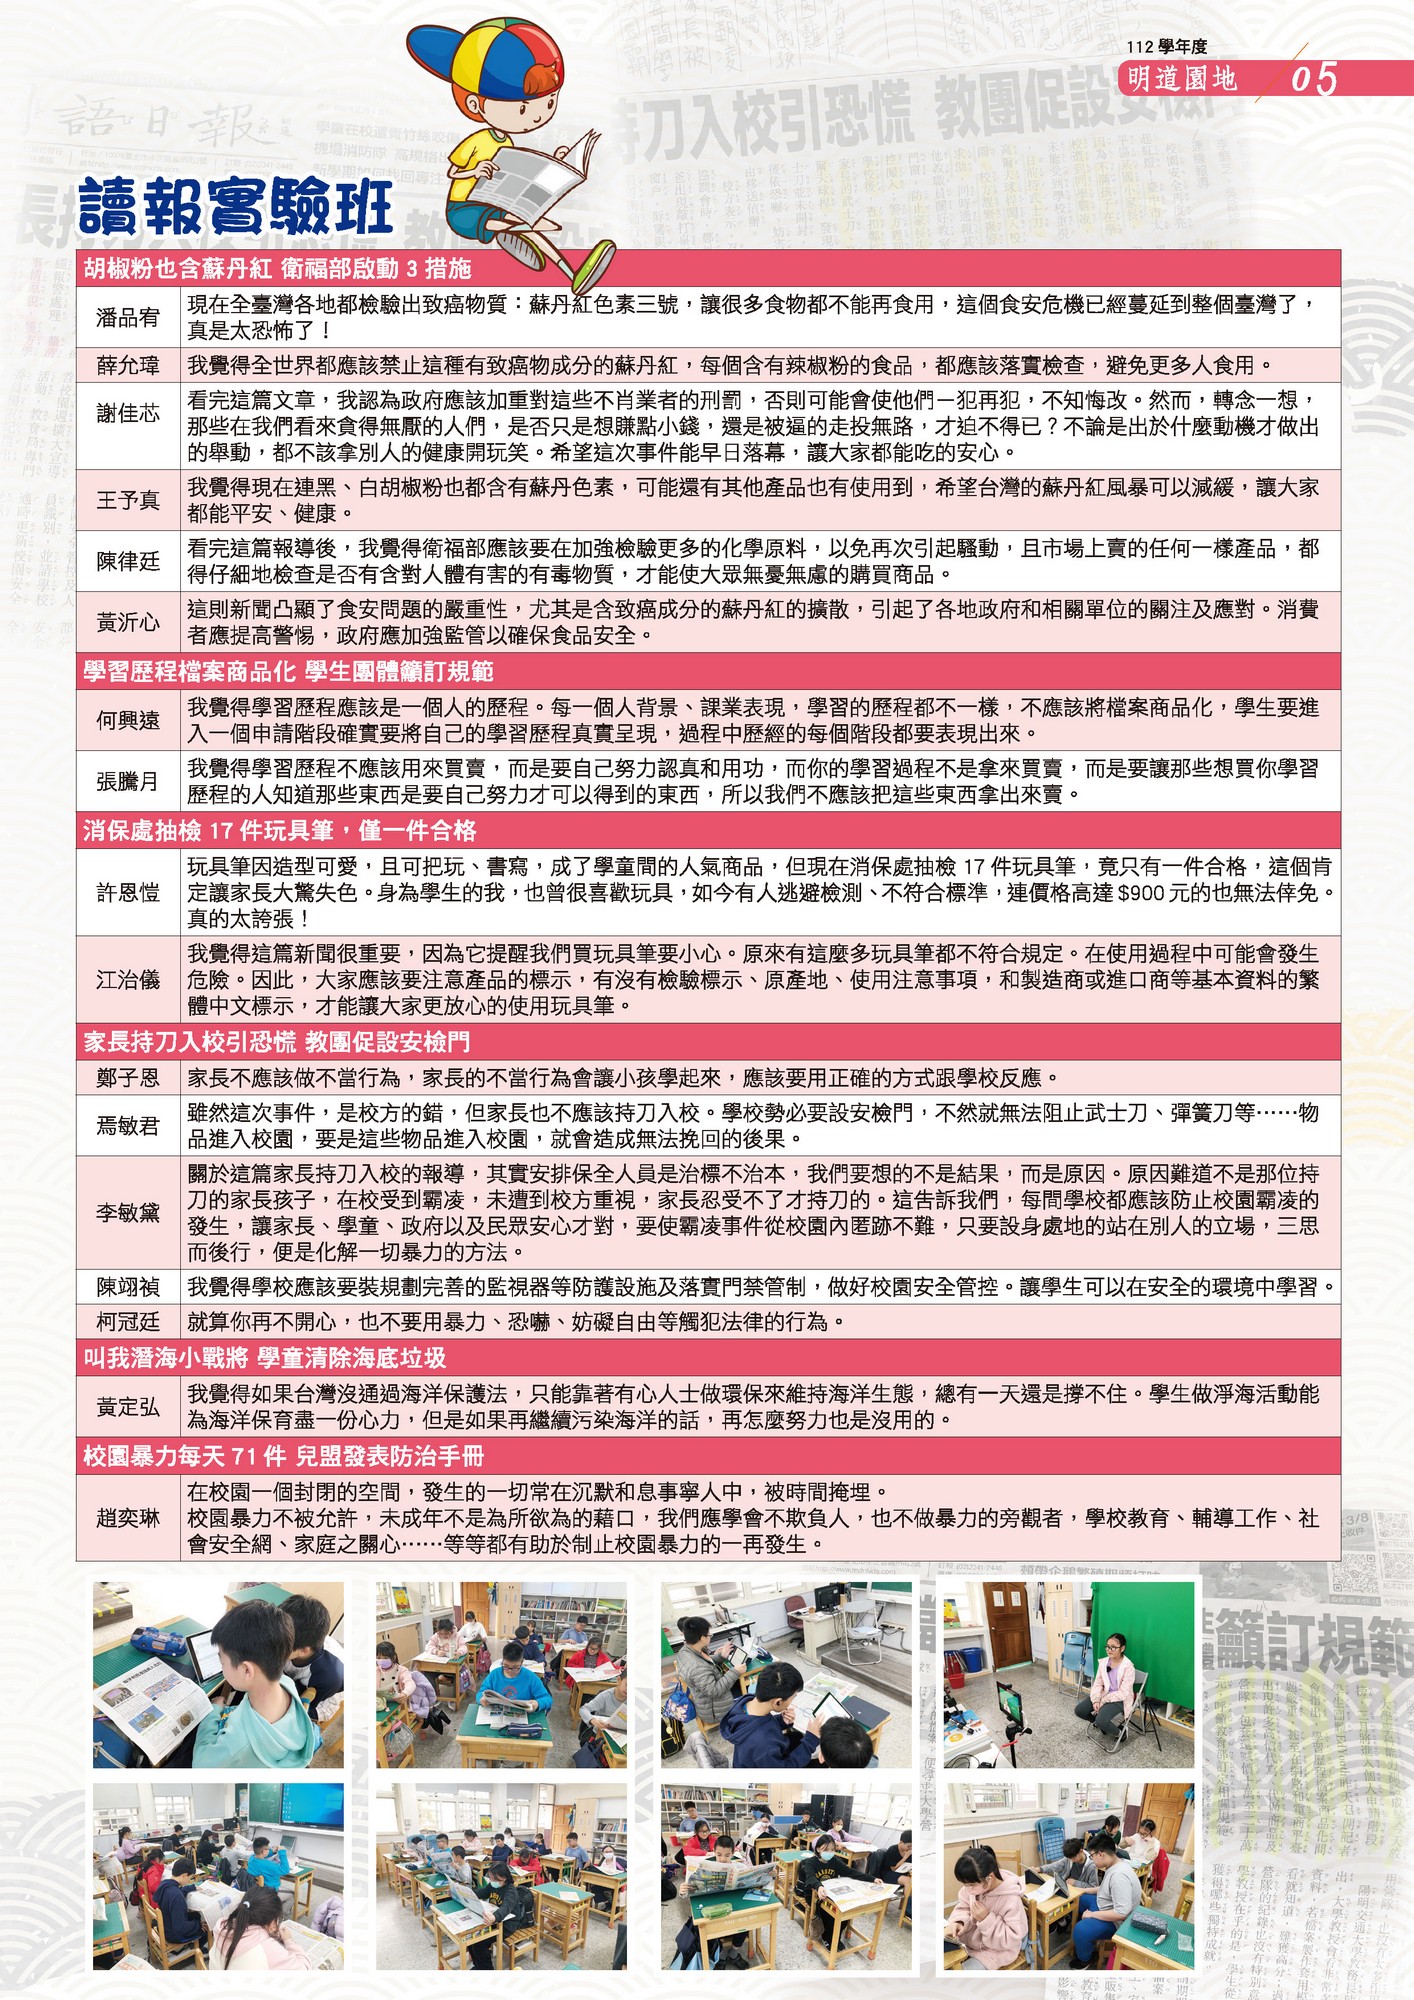 112 學年度
明道園地 05
讀報實驗班
胡椒粉也含蘇丹紅 衛福部啟動 3 措施
潘品宥
現在全臺灣各地都檢驗出致癌物質：蘇丹紅色素三號，讓很多食物都不能再食用，這個食安危機已經蔓延到整個臺灣了，
真是太恐怖了！
薛允瑋
我覺得全世界都應該禁止這種有致癌物成分的蘇丹紅，每個含有辣椒粉的食品，都應該落實檢查，避免更多人食用。
謝佳芯
看完這篇文章，我認為政府應該加重對這些不肖業者的刑罰，否則可能會使他們一犯再犯，不知悔改。然而，轉念一想，
那些在我們看來貪得無厭的人們，是否只是想賺點小錢，還是被逼的走投無路，才迫不得已？不論是出於什麼動機才做出
的舉動，都不該拿別人的健康開玩笑。希望這次事件能早日落幕，讓大家都能吃的安心。
王予真
我覺得現在連黑、白胡椒粉也都含有蘇丹色素，可能還有其他產品也有使用到，希望台灣的蘇丹紅風暴可以減緩，讓大家
都能平安、健康。
陳律廷
看完這篇報導後，我覺得衛福部應該要在加強檢驗更多的化學原料，以免再次引起騷動，且市場上賣的任何一樣產品，都
得仔細地檢查是否有含對人體有害的有毒物質，才能使大眾無憂無慮的購買商品。
黃沂心
這則新聞凸顯了食安問題的嚴重性，尤其是含致癌成分的蘇丹紅的擴散，引起了各地政府和相關單位的關注及應對。消費
者應提高警惕，政府應加強監管以確保食品安全。
學習歷程檔案商品化 學生團體籲訂規範
何興遠
我覺得學習歷程應該是一個人的歷程。每一個人背景、課業表現，學習的歷程都不一樣，不應該將檔案商品化，學生要進
入一個申請階段確實要將自己的學習歷程真實呈現，過程中歷經的每個階段都要表現出來。
張騰月
我覺得學習歷程不應該用來買賣，而是要自己努力認真和用功，而你的學習過程不是拿來買賣，而是要讓那些想買你學習
歷程的人知道那些東西是要自己努力才可以得到的東西，所以我們不應該把這些東西拿出來賣。
消保處抽檢 17 件玩具筆，僅一件合格
許恩愷
玩具筆因造型可愛，且可把玩、書寫，成了學童間的人氣商品，但現在消保處抽檢 17 件玩具筆，竟只有一件合格，這個肯
定讓家長大驚失色。身為學生的我，也曾很喜歡玩具，如今有人逃避檢測、不符合標準，連價格高達 $900 元的也無法倖免。
真的太誇張！
江治儀
我覺得這篇新聞很重要，因為它提醒我們買玩具筆要小心。原來有這麼多玩具筆都不符合規定。在使用過程中可能會發生
危險。因此，大家應該要注意產品的標示，有沒有檢驗標示、原產地、使用注意事項，和製造商或進口商等基本資料的繁
體中文標示，才能讓大家更放心的使用玩具筆。
家長持刀入校引恐慌 教團促設安檢門
鄭子恩
家長不應該做不當行為，家長的不當行為會讓小孩學起來，應該要用正確的方式跟學校反應。
焉敏君
雖然這次事件，是校方的錯，但家長也不應該持刀入校。學校勢必要設安檢門，不然就無法阻止武士刀、彈簧刀等⋯⋯物
品進入校園，要是這些物品進入校園，就會造成無法挽回的後果。
李敏黛
關於這篇家長持刀入校的報導，其實安排保全人員是治標不治本，我們要想的不是結果，而是原因。原因難道不是那位持
刀的家長孩子，在校受到霸凌，未遭到校方重視，家長忍受不了才持刀的。這告訴我們，每間學校都應該防止校園霸凌的
發生，讓家長、學童、政府以及民眾安心才對，要使霸凌事件從校園內匿跡不難，只要設身處地的站在別人的立場，三思
而後行，便是化解一切暴力的方法。
陳翊禎
我覺得學校應該要裝規劃完善的監視器等防護設施及落實門禁管制，做好校園安全管控。讓學生可以在安全的環境中學習。
柯冠廷
就算你再不開心，也不要用暴力、恐嚇、妨礙自由等觸犯法律的行為。
叫我潛海小戰將 學童清除海底垃圾
黃定弘
我覺得如果台灣沒通過海洋保護法，只能靠著有心人士做環保來維持海洋生態，總有一天還是撐不住。學生做淨海活動能
為海洋保育盡一份心力，但是如果再繼續污染海洋的話，再怎麼努力也是沒用的。
校園暴力每天 71 件 兒盟發表防治手冊
趙奕琳
在校園一個封閉的空間，發生的一切常在沉默和息事寧人中，被時間掩埋。
校園暴力不被允許，未成年不是為所欲為的藉口，我們應學會不欺負人，也不做暴力的旁觀者，學校教育、輔導工作、社
會安全網、家庭之關心⋯⋯等等都有助於制止校園暴力的一再發生。